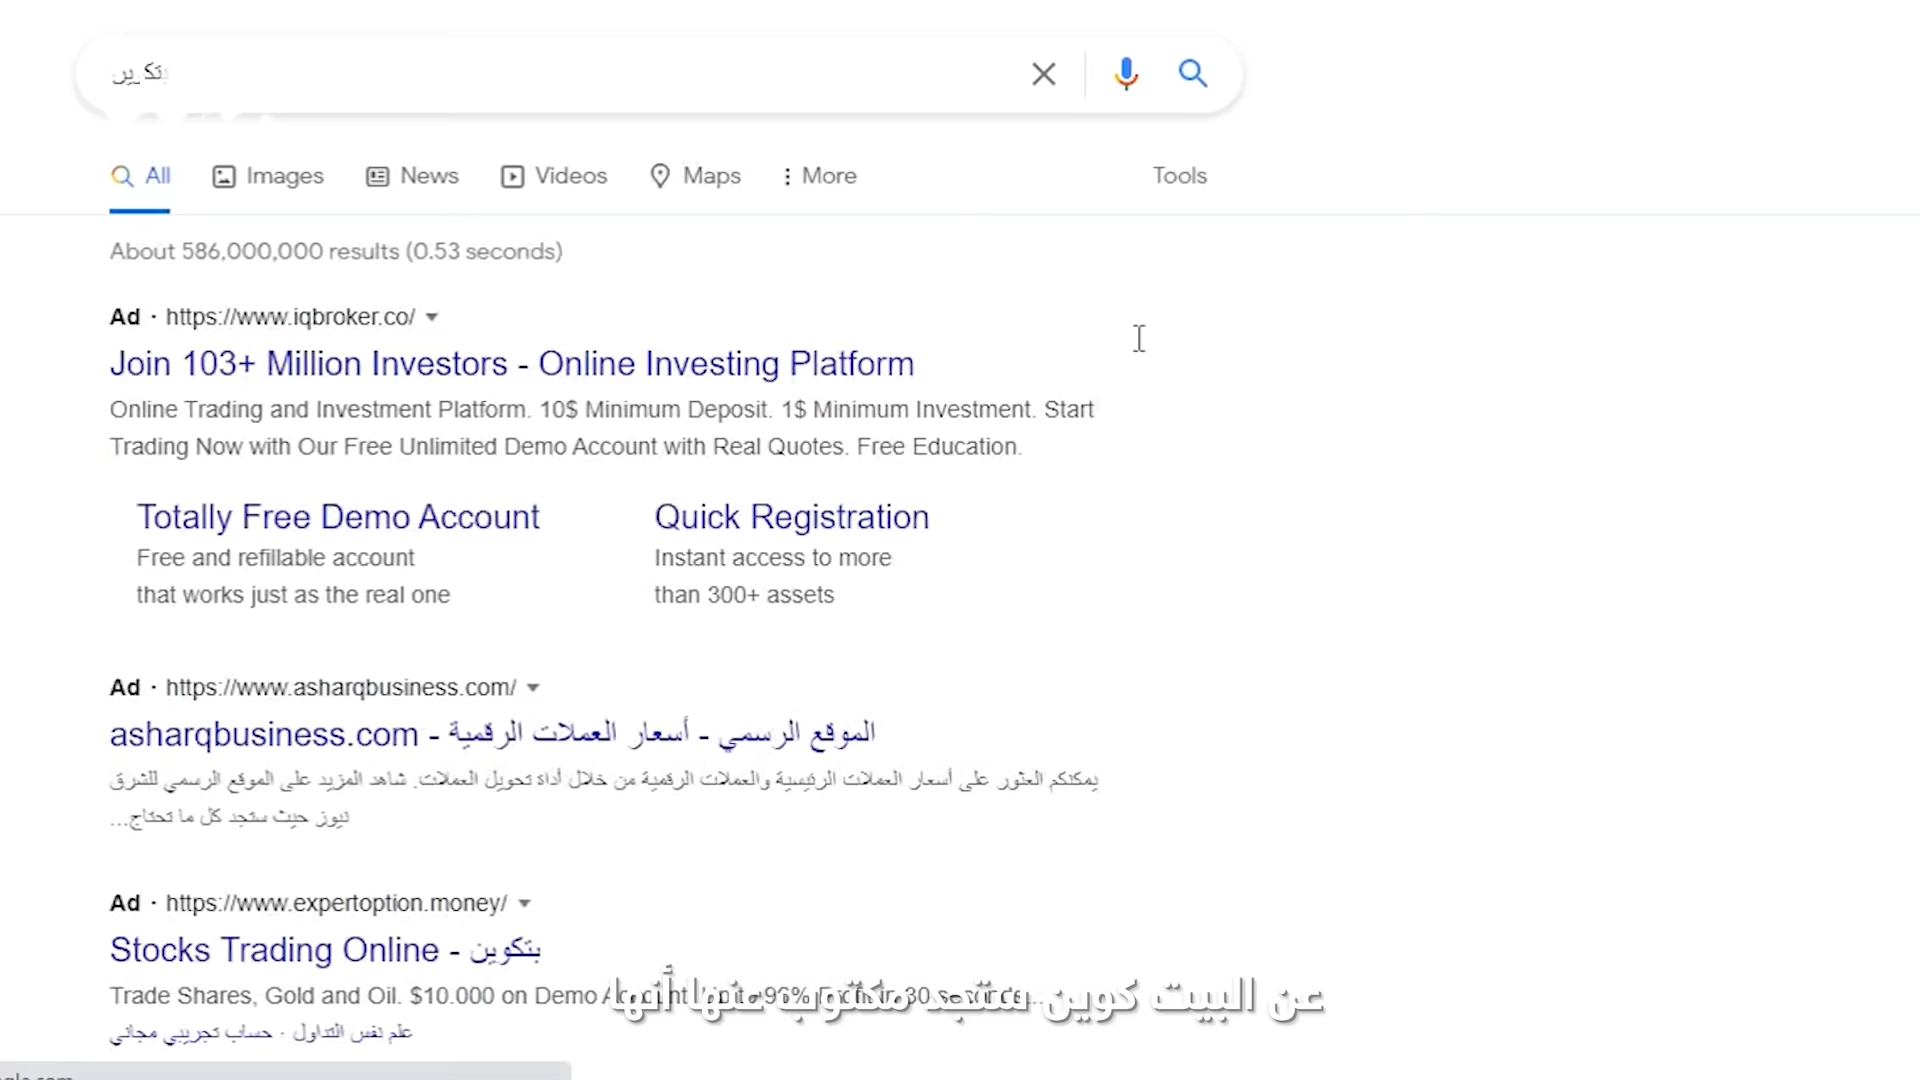 All Images News Videos Maps More Tools
About 586,000,000 results (0.53 seconds)
Ad · https://www.iqbroker.co/
Join 103+ Million Investors - Online Investing Platform
Online Trading and Investment Platform. 10$ Minimum Deposit. 1$ Minimum Investment. Start
Trading Now with Our Free Unlimited Demo Account with Real Quotes. Free Education.
Totally Free Demo Account
Free and refillable account
that works just as the real one
Quick Registration
Instant access to more
than 300+ assets
Ad · https://www.asharqbusiness.com/
asharqbusiness.com - الموقع الرسمي - أسعار العملات الرقمية
يمكنكم العثور على أسعار العملات الرئيسية والعملات الرقمية من خلال أداة تحويل العملات. شاهد المزيد على الموقع الرسمي للشرق
نيوز حيث ستجد كل ما تحتاج...
Ad · https://www.expertoption.money/
Stocks Trading Online - بتكوين
Trade Shares, Gold and Oil. $10.000 on Demo
عن البيت كوين ستجد مكتوب عنها أنها
علم نفس التداول · حساب تجريبي مجاني